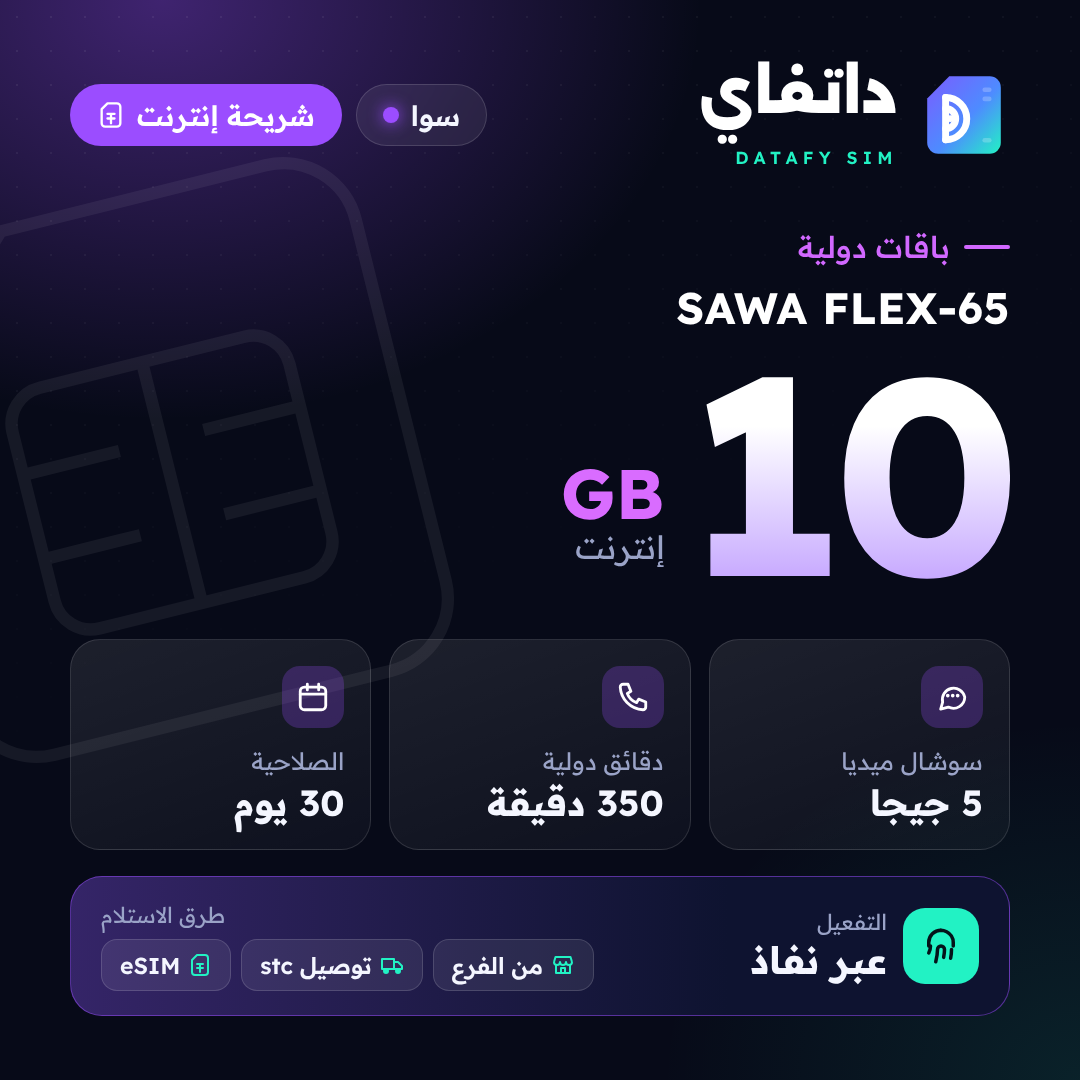 داتفاي
DATAFY SIM
سوا
شريحة إنترنت
باقات دولية
SAWA FLEX-65
10
GB
إنترنت
سوشال ميديا
5 جيجا
دقائق دولية
350 دقيقة
الصلاحية
30 يوم
التفعيل
عبر نفاذ
طرق الاستلام
من الفرع
توصيل stc
eSIM